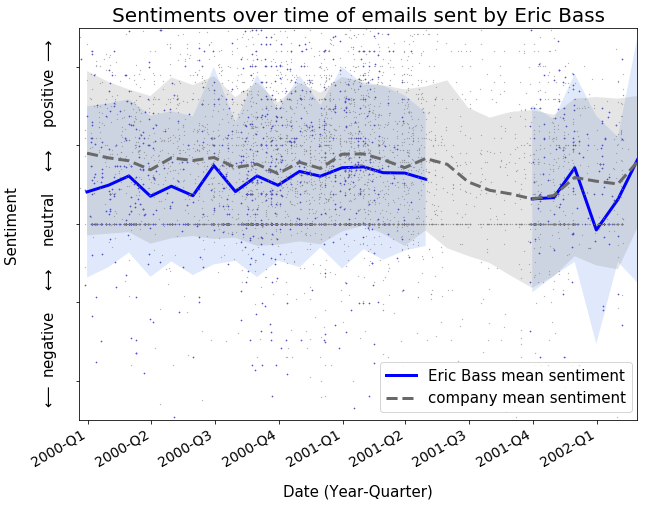 Sentiments over time of emails sent by Eric Bass
Sentiment
← negative ↔ neutral ↔ positive →
Eric Bass mean sentiment
company mean sentiment
2000-Q1
2000-Q2
2000-Q3
2000-Q4
2001-Q1
2001-Q2
2001-Q3
2001-Q4
2002-Q1
Date (Year-Quarter)